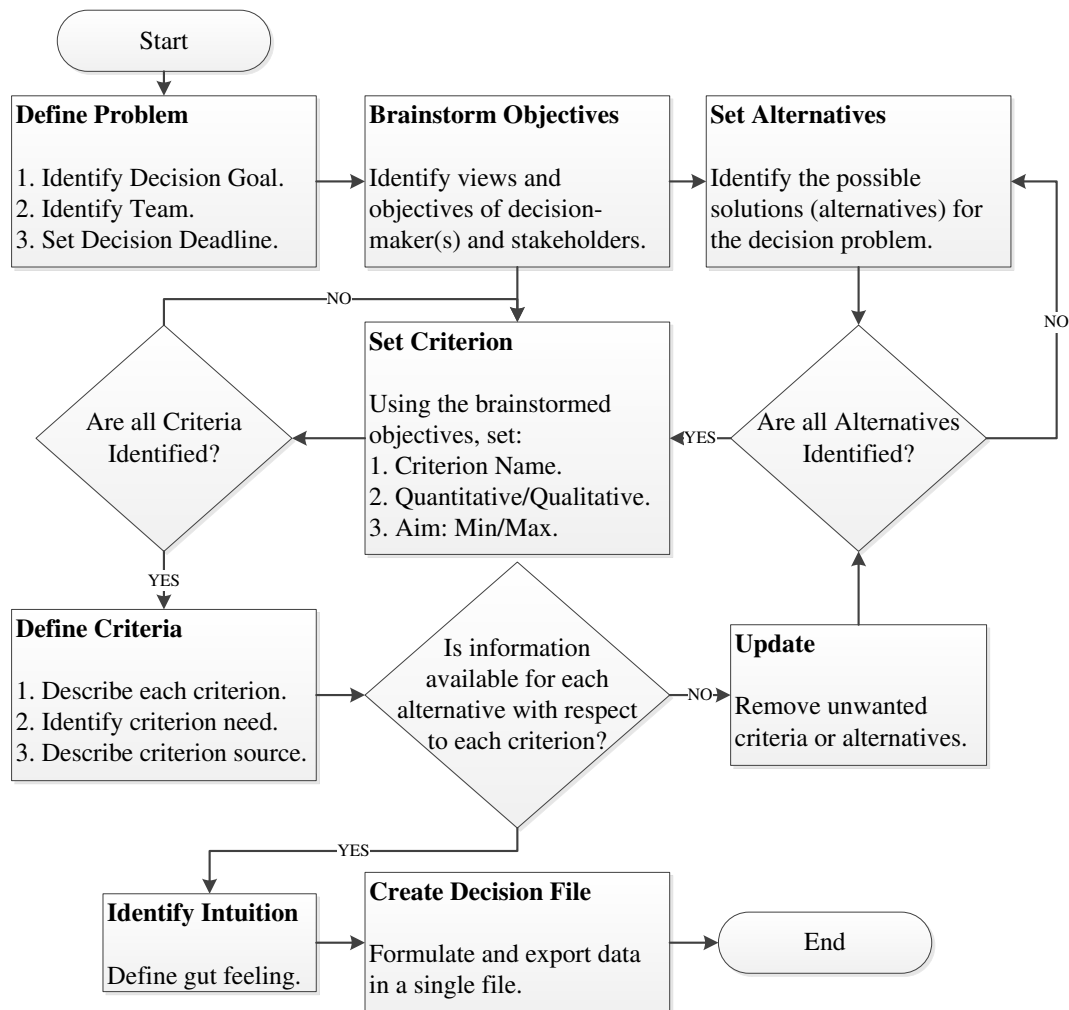 Start
Define Problem
1. Identify Decision Goal.
2. Identify Team.
3. Set Decision Deadline.
Brainstorm Objectives
Identify views and
objectives of decision-
maker(s) and stakeholders.
Set Alternatives
Identify the possible
solutions (alternatives) for
the decision problem.
NO
NO
Are all Criteria
Identified?
Set Criterion
Using the brainstormed
objectives, set:
1. Criterion Name.
2. Quantitative/Qualitative.
3. Aim: Min/Max.
YES
Are all Alternatives
Identified?
YES
Define Criteria
1. Describe each criterion.
2. Identify criterion need.
3. Describe criterion source.
Is information
available for each
alternative with respect
to each criterion?
NO
Update
Remove unwanted
criteria or alternatives.
YES
Identify Intuition
Define gut feeling.
Create Decision File
Formulate and export data
in a single file.
End